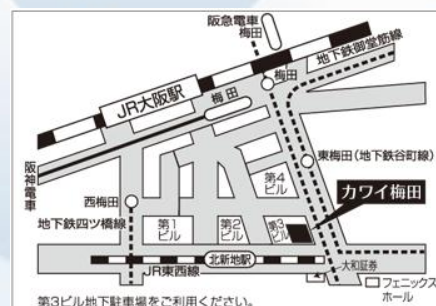 阪急電車
梅田
地下鉄御堂筋線
梅田
JR大阪駅
梅田
阪神電車
東梅田(地下鉄谷町線)
西梅田
第4
ビル
カワイ梅田
地下鉄四ツ橋線
第1
ビル
第2
ビル
第3
ビル
北新地駅
JR東西線
大和証券
フェニックス
ホール
第3ビル地下駐車場をご利用ください。